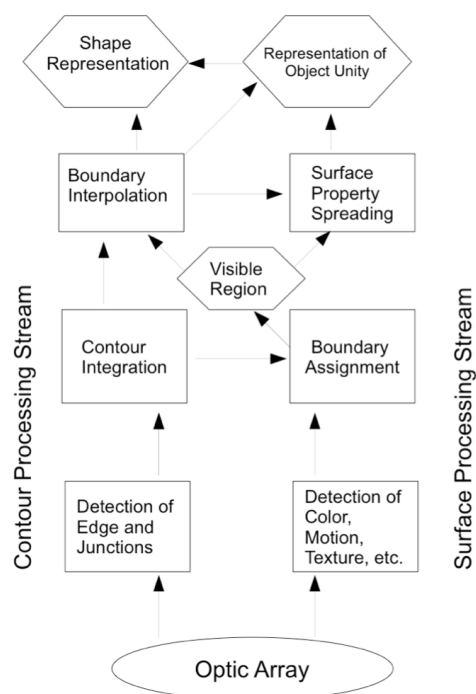 Shape
Representation
Representation of
Object Unity
Boundary
Interpolation
Surface
Property
Spreading
Visible
Region
Contour
Integration
Boundary
Assignment
Detection of
Edge and
Junctions
Detection of
Color,
Motion,
Texture, etc.
Optic Array
Contour Processing Stream
Surface Processing Stream